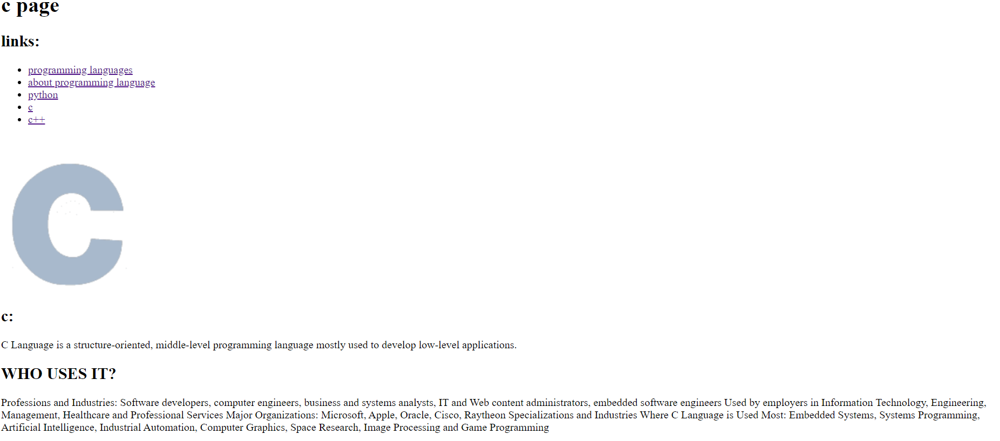 c page
links:
programming languages
about programming language
python
c
c++
C
c:
C Language is a structure-oriented, middle-level programming language mostly used to develop low-level applications.
WHO USES IT?
Professions and Industries: Software developers, computer engineers, business and systems analysts, IT and Web content administrators, embedded software engineers Used by employers in Information Technology, Engineering,
Management, Healthcare and Professional Services Major Organizations: Microsoft, Apple, Oracle, Cisco, Raytheon Specializations and Industries Where C Language is Used Most: Embedded Systems, Systems Programming,
Artificial Intelligence, Industrial Automation, Computer Graphics, Space Research, Image Processing and Game Programming